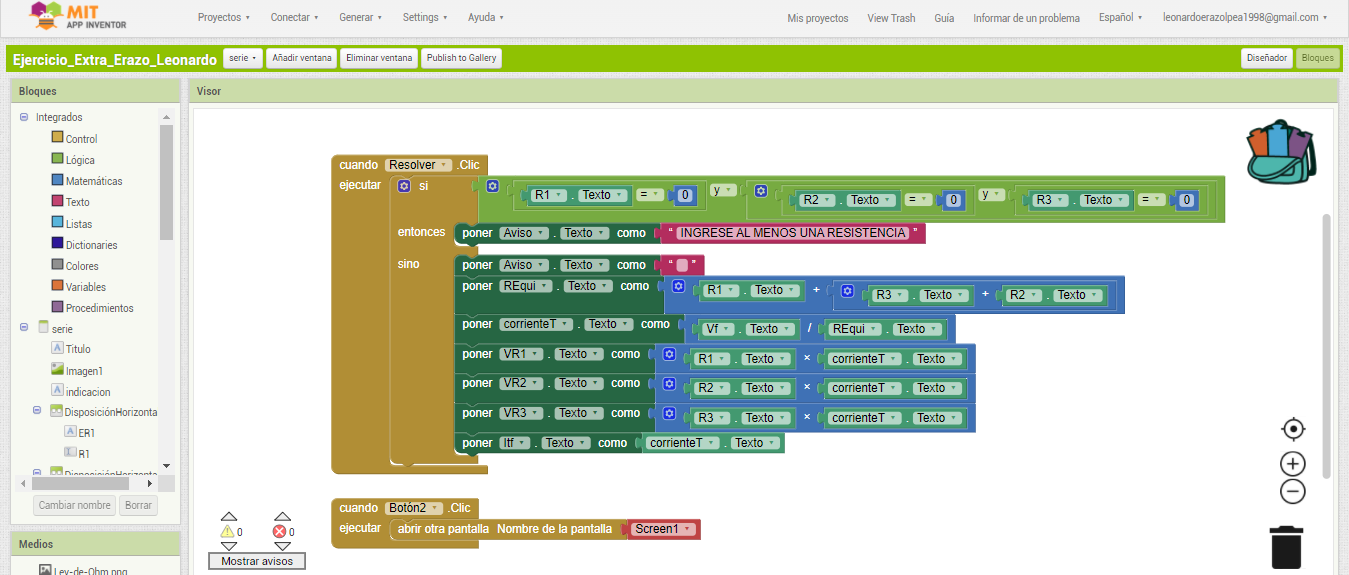 MIT
APP INVENTOR
Proyectos Conectar Generar Settings Ayuda
Mis proyectos View Trash Guía Informar de un problema Español leonardoerazolpea1998@gmail.com
Ejercicio_Extra_Erazo_Leonardo serie Añadir ventana Eliminar ventana Publish to Gallery Diseñador Bloques
Bloques
Visor
Integrados
Control
Lógica
Matemáticas
Texto
Listas
Dictionaries
Colores
Variables
Procedimientos
serie
Titulo
Imagen1
indicacion
DisposiciónHorizonta
ER1
R1
DisposiciónHorizonta
Cambiar nombre Borrar
Medios
Ley-de-Ohm.png
cuando Resolver .Clic
ejecutar si R1 . Texto = 0 y R2 . Texto = 0 y R3 . Texto = 0
entonces poner Aviso . Texto como “ INGRESE AL MENOS UNA RESISTENCIA ”
sino poner Aviso . Texto como “ ”
poner REqui . Texto como R1 . Texto + R3 . Texto + R2 . Texto
poner corrienteT . Texto como Vf . Texto / REqui . Texto
poner VR1 . Texto como R1 . Texto × corrienteT . Texto
poner VR2 . Texto como R2 . Texto × corrienteT . Texto
poner VR3 . Texto como R3 . Texto × corrienteT . Texto
poner Itf . Texto como corrienteT . Texto
cuando Botón2 .Clic
ejecutar abrir otra pantalla Nombre de la pantalla Screen1
0 0
Mostrar avisos